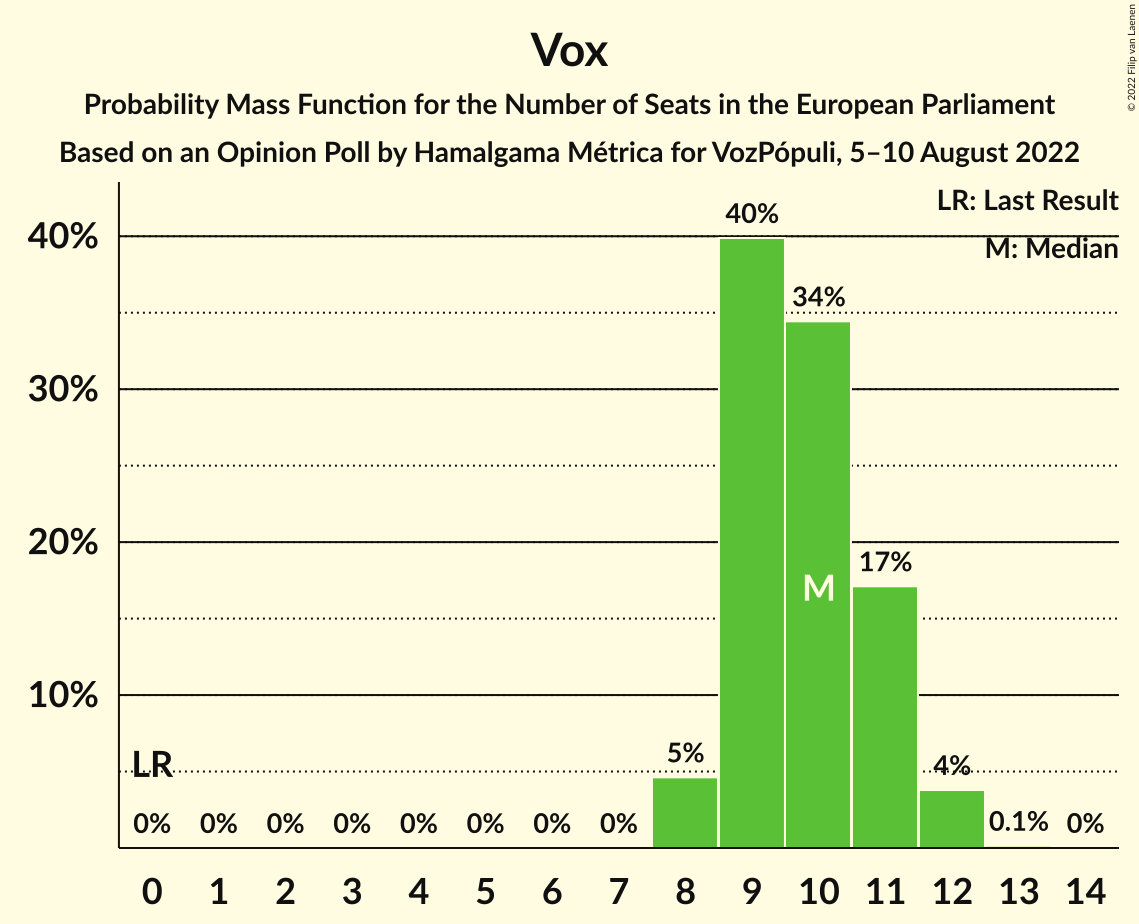 Vox
Probability Mass Function for the Number of Seats in the European Parliament
Based on an Opinion Poll by Hamalgama Métrica for VozPópuli, 5–10 August 2022
© 2022 Filip van Laenen
LR: Last Result
M: Median
40%
30%
20%
10%
40%
34%
17%
5%
4%
0.1%
M
LR
0% 0% 0% 0% 0% 0% 0% 0% 0%
0 1 2 3 4 5 6 7 8 9 10 11 12 13 14